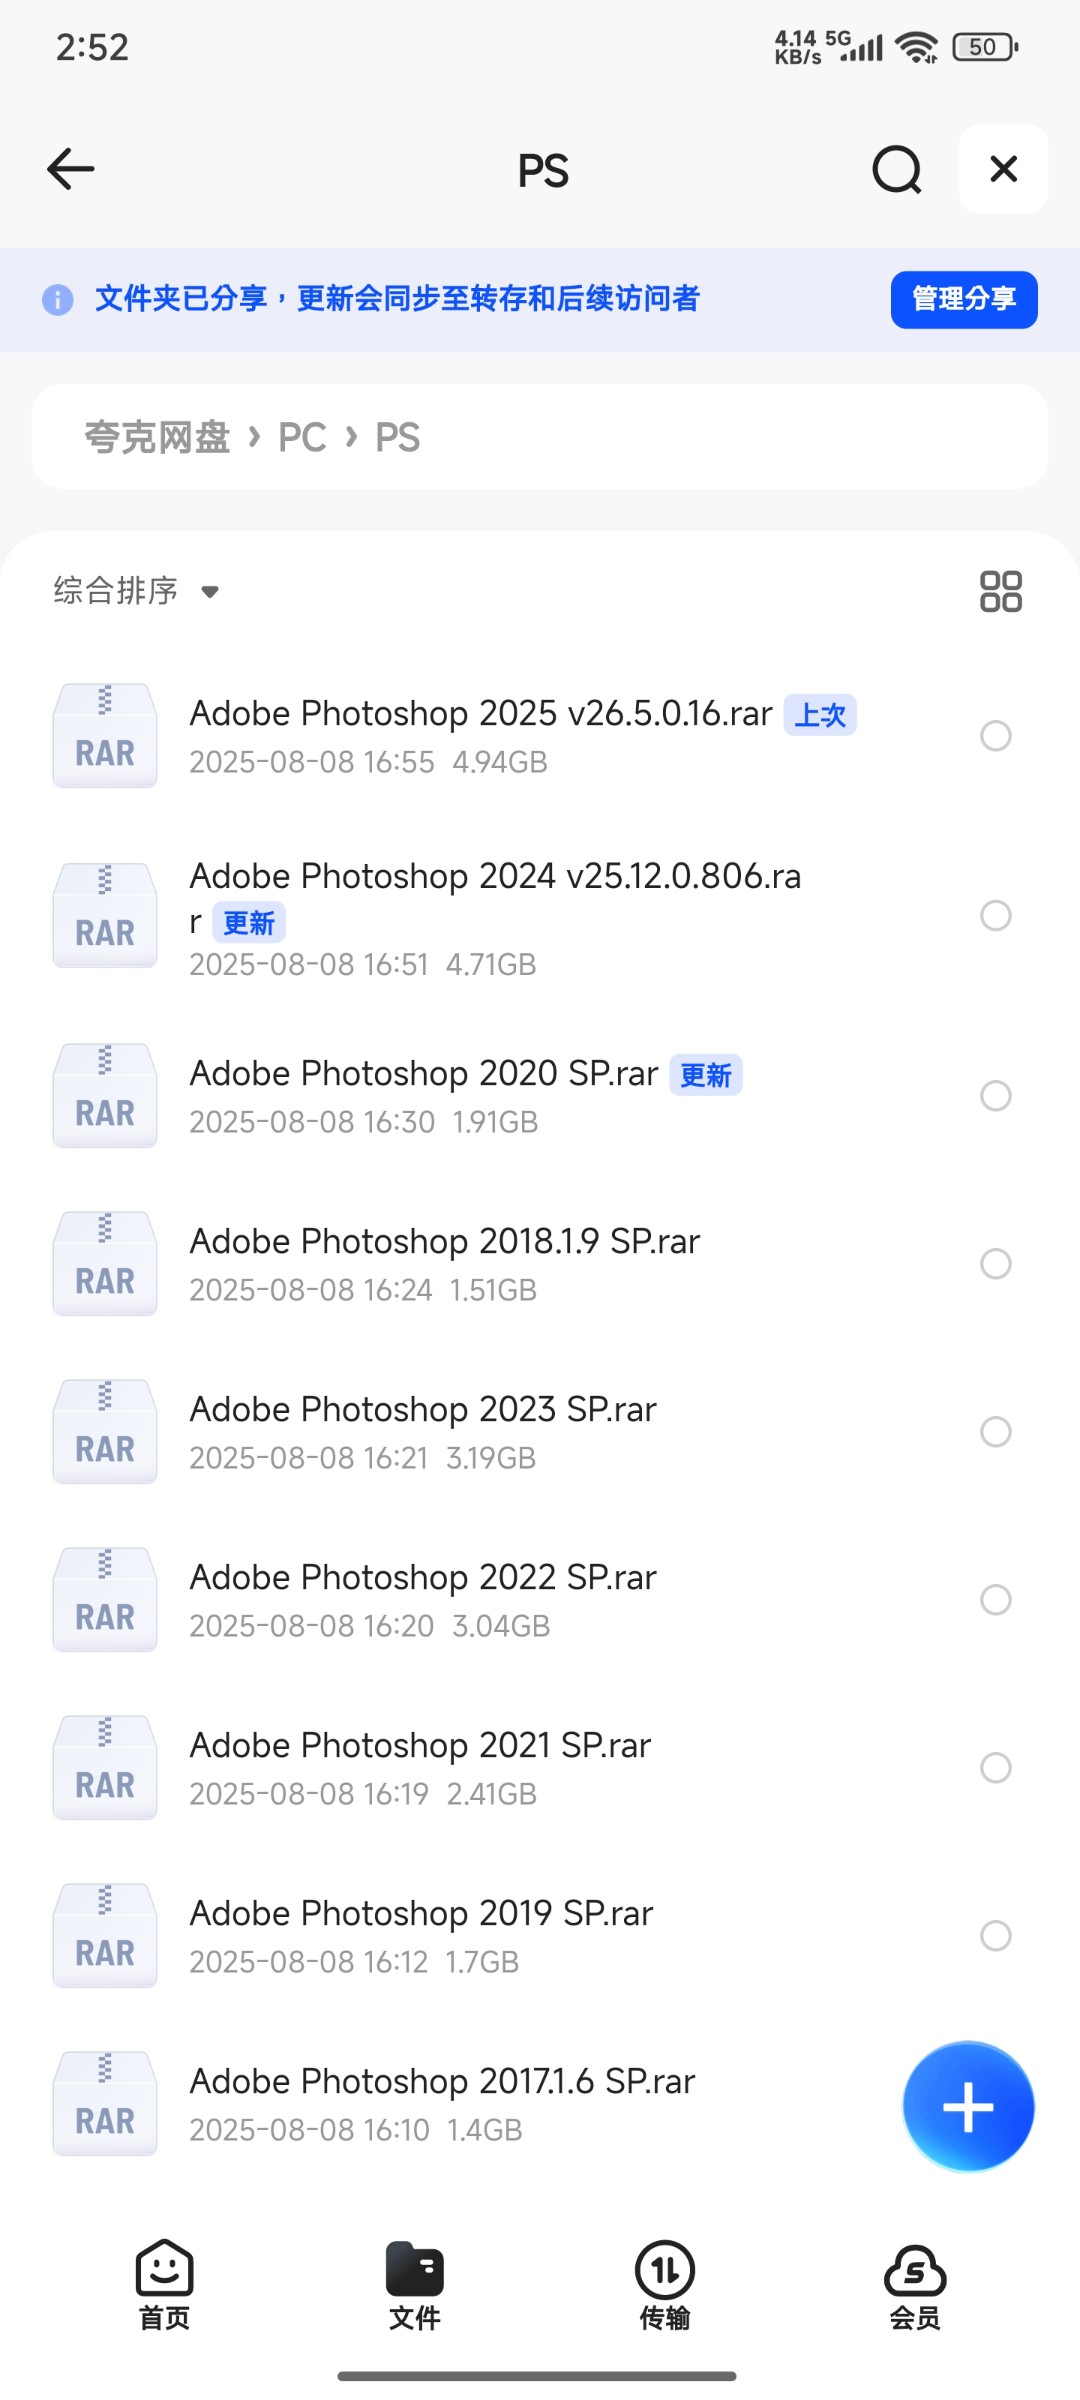 2:52
4.14 KB/s 5G 50
PS
文件夹已分享，更新会同步至转存和后续访问者
管理分享
夸克网盘 › PC › PS
综合排序
RAR
Adobe Photoshop 2025 v26.5.0.16.rar 上次
2025-08-08 16:55 4.94GB
RAR
Adobe Photoshop 2024 v25.12.0.806.ra
r 更新
2025-08-08 16:51 4.71GB
RAR
Adobe Photoshop 2020 SP.rar 更新
2025-08-08 16:30 1.91GB
RAR
Adobe Photoshop 2018.1.9 SP.rar
2025-08-08 16:24 1.51GB
RAR
Adobe Photoshop 2023 SP.rar
2025-08-08 16:21 3.19GB
RAR
Adobe Photoshop 2022 SP.rar
2025-08-08 16:20 3.04GB
RAR
Adobe Photoshop 2021 SP.rar
2025-08-08 16:19 2.41GB
RAR
Adobe Photoshop 2019 SP.rar
2025-08-08 16:12 1.7GB
RAR
Adobe Photoshop 2017.1.6 SP.rar
2025-08-08 16:10 1.4GB
首页
文件
传输
会员